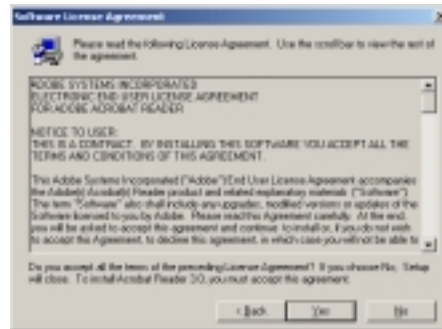 Software License Agreement
Please read the following License Agreement. Use the scroll bar to view the rest of
the agreement.
ADOBE SYSTEMS INCORPORATED
ELECTRONIC END USER LICENSE AGREEMENT
FOR ADOBE ACROBAT READER
NOTICE TO USER:
THIS IS A CONTRACT. BY INSTALLING THIS SOFTWARE YOU ACCEPT ALL THE
TERMS AND CONDITIONS OF THIS AGREEMENT.
This Adobe Systems Incorporated ("Adobe") End User License Agreement accompanies
the Adobe(r) Acrobat(r) Reader product and related explanatory materials ("Software").
The term "Software" also shall include any upgrades, modified versions or updates of the
Software licensed to you by Adobe. Please read this Agreement carefully. At the end,
you will be asked to accept this agreement and continue to install or, if you do not wish
to accept this Agreement, to decline this agreement, in which case you will not be able to
Do you accept all the terms of the preceding License Agreement? If you choose No, Setup
will close. To install Acrobat Reader 3.0, you must accept this agreement.
< Back Yes No